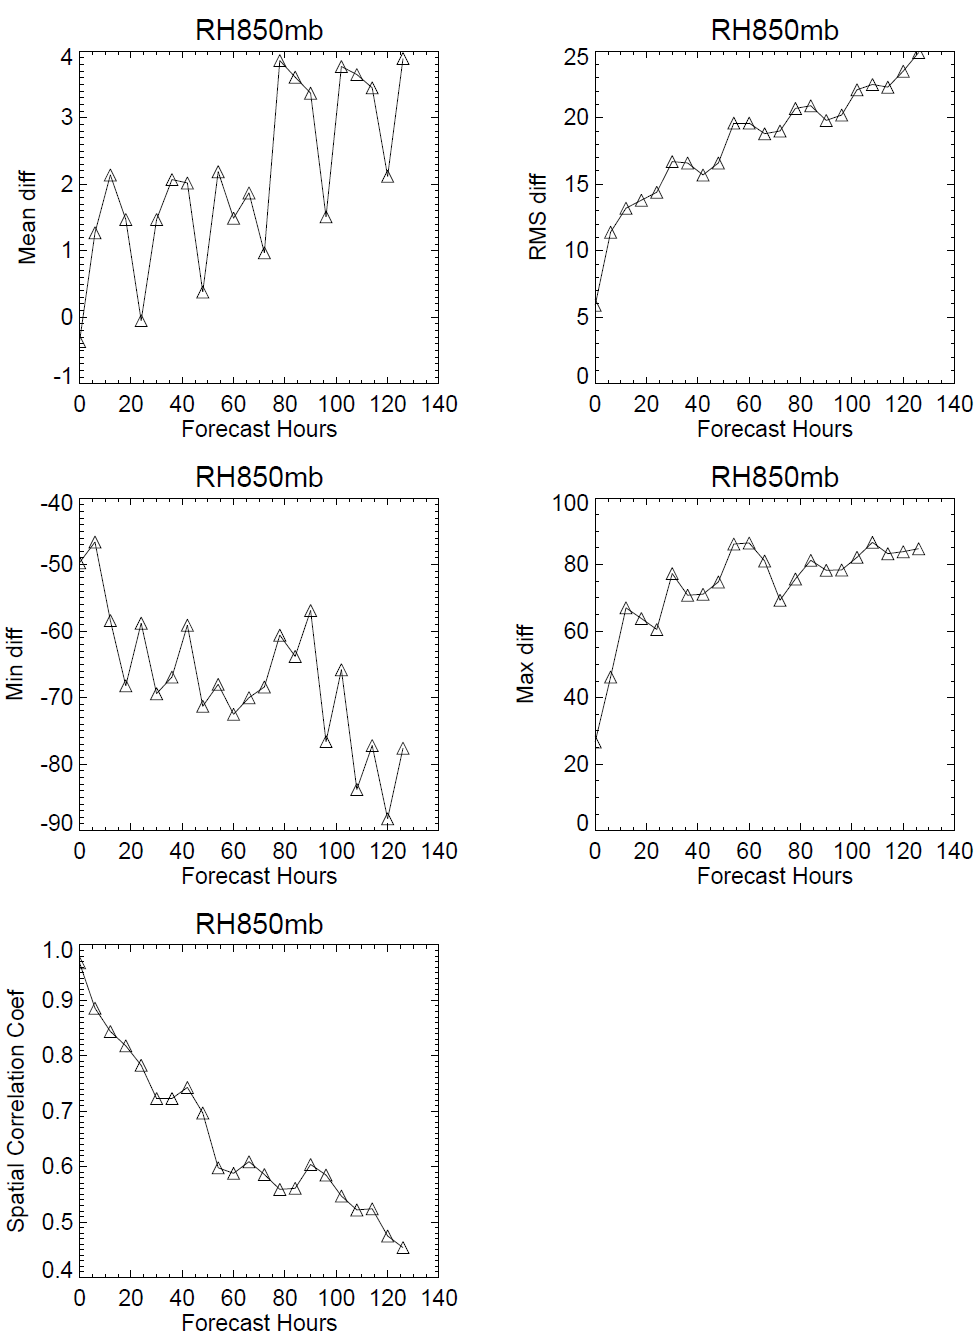 RH850mb
4
3
2
1
0
-1
Mean diff
0 20 40 60 80 100 120 140
Forecast Hours
RH850mb
25
20
15
10
5
0
RMS diff
0 20 40 60 80 100 120 140
Forecast Hours
RH850mb
-40
-50
-60
-70
-80
-90
Min diff
0 20 40 60 80 100 120 140
Forecast Hours
RH850mb
100
80
60
40
20
0
Max diff
0 20 40 60 80 100 120 140
Forecast Hours
RH850mb
1.0
0.9
0.8
0.7
0.6
0.5
0.4
Spatial Correlation Coef
0 20 40 60 80 100 120 140
Forecast Hours